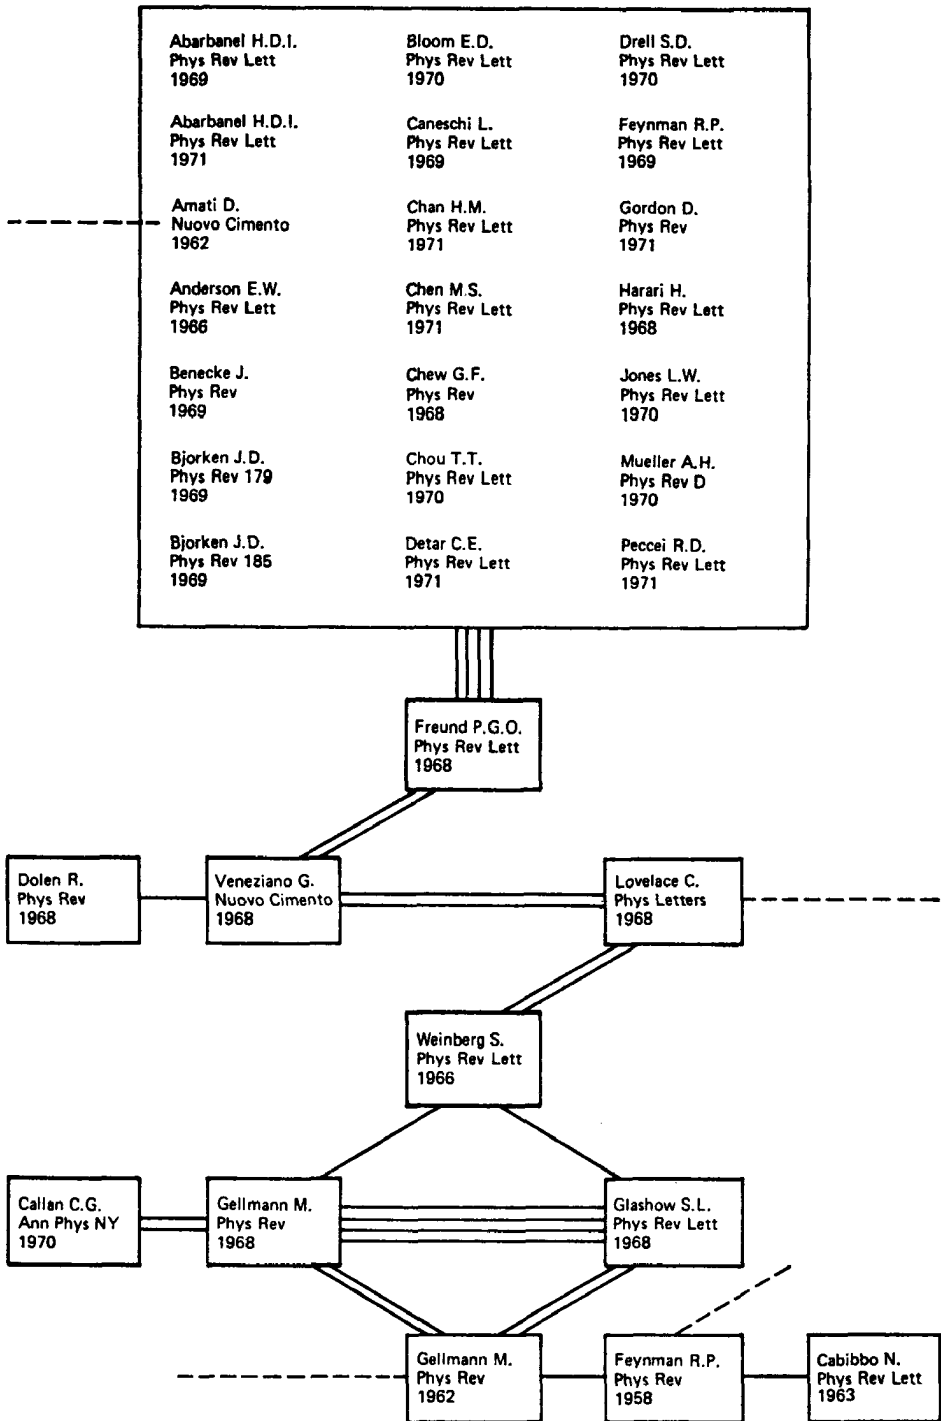 Abarbanel H.D.I.
Phys Rev Lett
1969
Bloom E.D.
Phys Rev Lett
1970
Drell S.D.
Phys Rev Lett
1970
Abarbanel H.D.I.
Phys Rev Lett
1971
Caneschi L.
Phys Rev Lett
1969
Feynman R.P.
Phys Rev Lett
1969
Amati D.
Nuovo Cimento
1962
Chan H.M.
Phys Rev Lett
1971
Gordon D.
Phys Rev
1971
Anderson E.W.
Phys Rev Lett
1966
Chen M.S.
Phys Rev Lett
1971
Harari H.
Phys Rev Lett
1968
Benecke J.
Phys Rev
1969
Chew G.F.
Phys Rev
1968
Jones L.W.
Phys Rev Lett
1970
Bjorken J.D.
Phys Rev 179
1969
Chou T.T.
Phys Rev Lett
1970
Mueller A.H.
Phys Rev D
1970
Bjorken J.D.
Phys Rev 185
1969
Detar C.E.
Phys Rev Lett
1971
Peccei R.D.
Phys Rev Lett
1971
Freund P.G.O.
Phys Rev Lett
1968
Dolen R.
Phys Rev
1968
Veneziano G.
Nuovo Cimento
1968
Lovelace C.
Phys Letters
1968
Weinberg S.
Phys Rev Lett
1966
Callan C.G.
Ann Phys NY
1970
Gellmann M.
Phys Rev
1968
Glashow S.L.
Phys Rev Lett
1968
Gellmann M.
Phys Rev
1962
Feynman R.P.
Phys Rev
1958
Cabibbo N.
Phys Rev Lett
1963